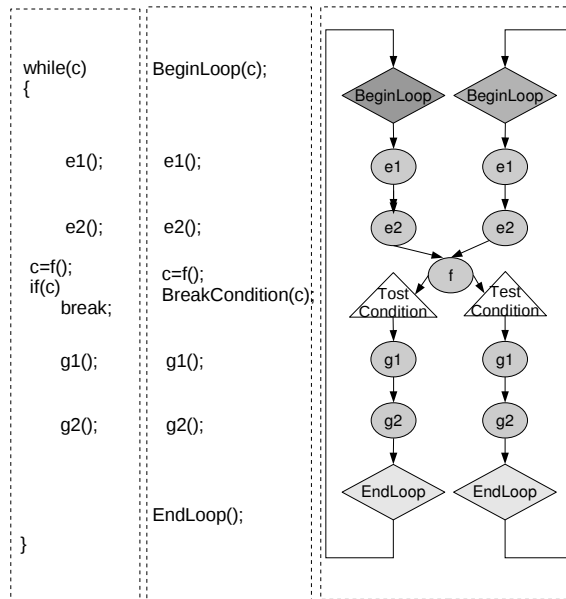 while(c)
{
e1();
e2();
c=f();
if(c)
break;
g1();
g2();
}
BeginLoop(c);
e1();
e2();
c=f();
BreakCondition(c);
g1();
g2();
EndLoop();
BeginLoop
BeginLoop
e1
e1
e2
e2
f
Tost
Condition
Test
Condition
g1
g1
g2
g2
EndLoop
EndLoop